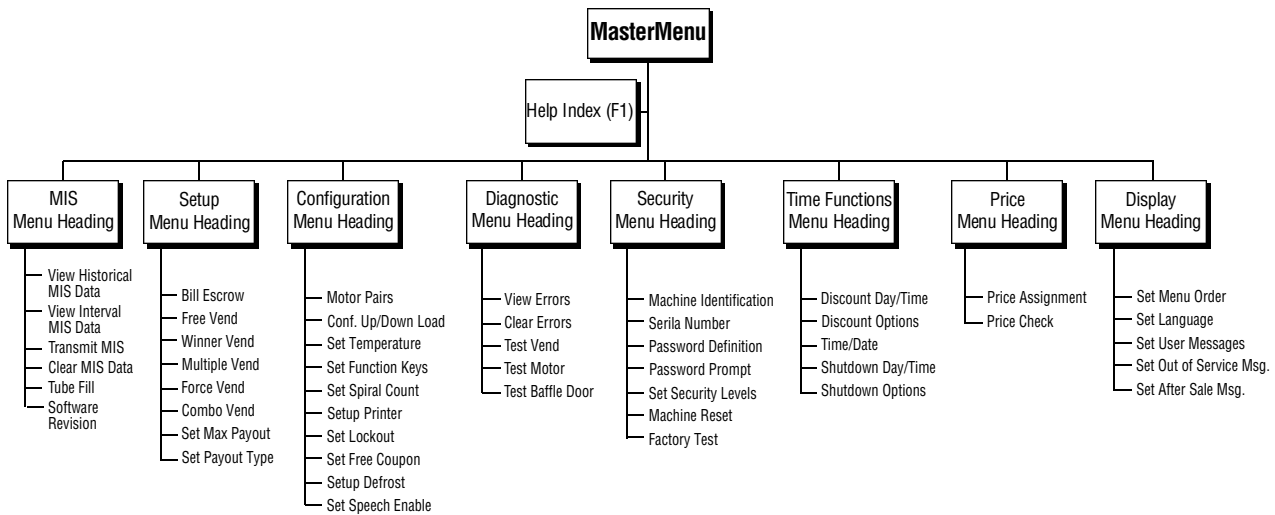 MasterMenu
Help Index (F1)
MIS
Menu Heading
View Historical
MIS Data
View Interval
MIS Data
Transmit MIS
Clear MIS Data
Tube Fill
Software
Revision
Setup
Menu Heading
Bill Escrow
Free Vend
Winner Vend
Multiple Vend
Force Vend
Combo Vend
Set Max Payout
Set Payout Type
Configuration
Menu Heading
Motor Pairs
Conf. Up/Down Load
Set Temperature
Set Function Keys
Set Spiral Count
Setup Printer
Set Lockout
Set Free Coupon
Setup Defrost
Set Speech Enable
Diagnostic
Menu Heading
View Errors
Clear Errors
Test Vend
Test Motor
Test Baffle Door
Security
Menu Heading
Machine Identification
Serila Number
Password Definition
Password Prompt
Set Security Levels
Machine Reset
Factory Test
Time Functions
Menu Heading
Discount Day/Time
Discount Options
Time/Date
Shutdown Day/Time
Shutdown Options
Price
Menu Heading
Price Assignment
Price Check
Display
Menu Heading
Set Menu Order
Set Language
Set User Messages
Set Out of Service Msg.
Set After Sale Msg.